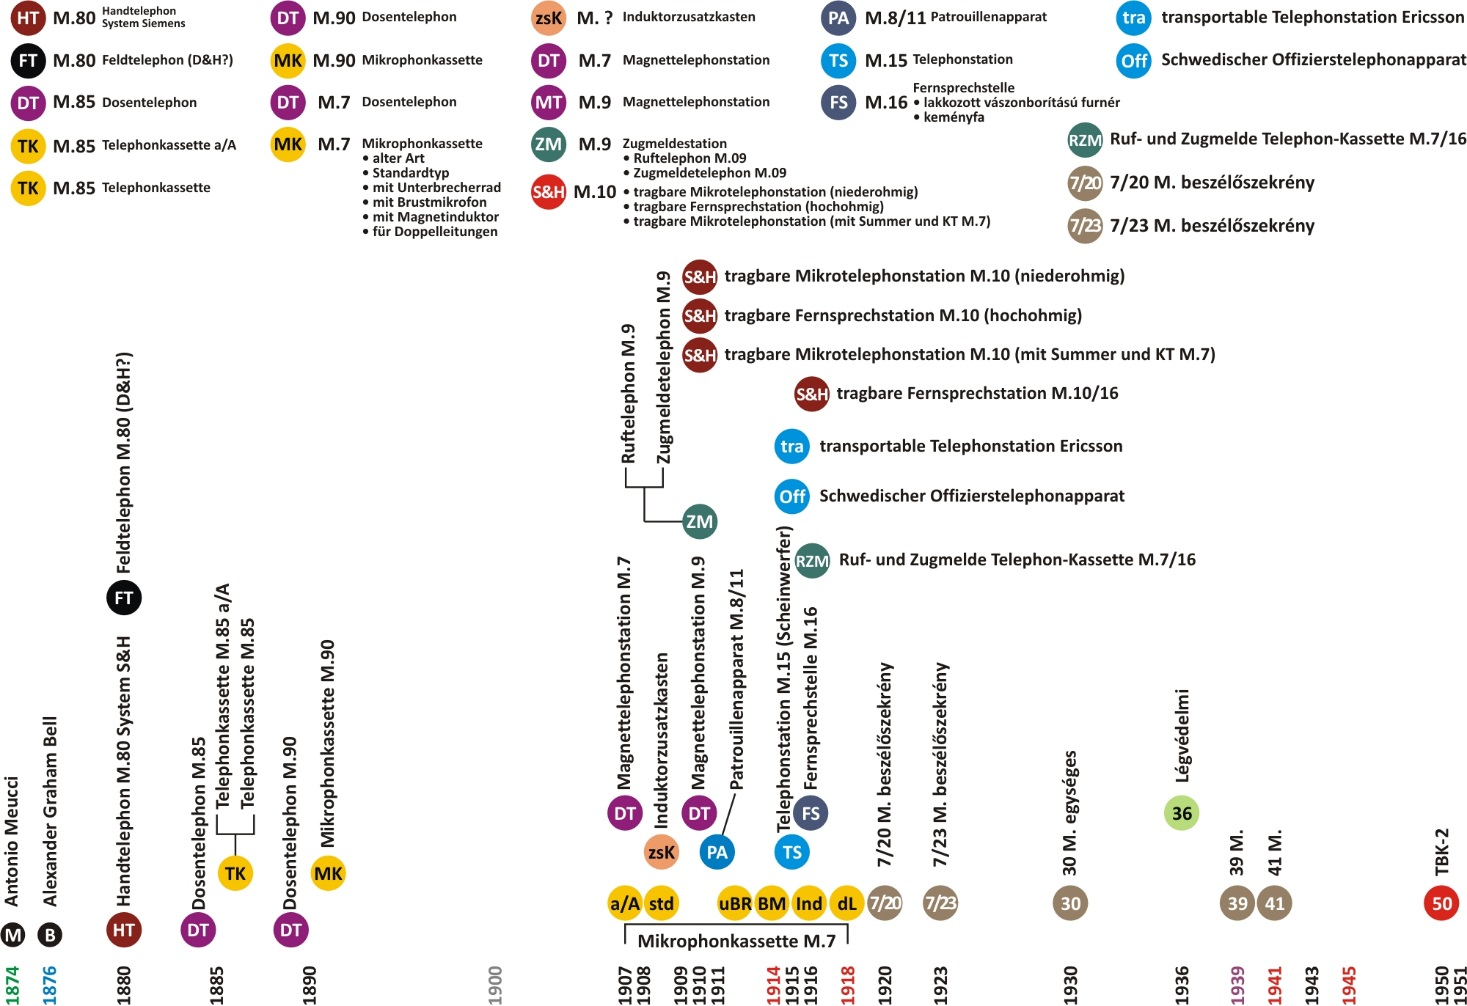 HT M.80 Handtelephon
System Siemens
FT M.80 Feldtelephon (D&H?)
DT M.85 Dosentelephon
TK M.85 Telephonkassette a/A
TK M.85 Telephonkassette
DT M.90 Dosentelephon
MK M.90 Mikrophonkassette
DT M.7 Dosentelephon
MK M.7 Mikrophonkassette
• alter Art
• Standardtyp
• mit Unterbrecherrad
• mit Brustmikrofon
• mit Magnetinduktor
• für Doppelleitungen
zsK M. ? Induktorzusatzkasten
DT M.7 Magnettelephonstation
MT M.9 Magnettelephonstation
ZM M.9 Zugmeldestation
• Ruftelephon M.09
• Zugmeldetelephon M.09
S&H M.10 • tragbare Mikrotelephonstation (niederohmig)
• tragbare Fernsprechstation (hochohmig)
• tragbare Mikrotelephonstation (mit Summer und KT M.7)
PA M.8/11 Patrouillenapparat
TS M.15 Telephonstation
FS M.16 Fernsprechstelle
• lakkozott vászonborítású furnér
• keményfa
tra transportable Telephonstation Ericsson
Off Schwedischer Offizierstelephonapparat
RZM Ruf- und Zugmelde Telephon-Kassette M.7/16
7/20 7/20 M. beszélőszekrény
7/23 7/23 M. beszélőszekrény
S&H tragbare Mikrotelephonstation M.10 (niederohmig)
S&H tragbare Fernsprechstation M.10 (hochohmig)
S&H tragbare Mikrotelephonstation M.10 (mit Summer und KT M.7)
S&H tragbare Fernsprechstation M.10/16
tra transportable Telephonstation Ericsson
Off Schwedischer Offizierstelephonapparat
RZM Ruf- und Zugmelde Telephon-Kassette M.7/16
Ruftelephon M.9
Zugmeldetelephon M.9
ZM
Antonio Meucci
M
Alexander Graham Bell
B
Feldtelephon M.80 (D&H?)
FT
Handtelephon M.80 System S&H
HT
Dosentelephon M.85
DT
Telephonkassette M.85 a/A
Telephonkassette M.85
TK
Dosentelephon M.90
DT
Mikrophonkassette M.90
MK
Magnettelephonstation M.7
DT
Induktorzusatzkasten
zsK
Magnettelephonstation M.9
DT
Patrouillenapparat M.8/11
PA
Telephonstation M.15 (Scheinwerfer)
TS
Fernsprechstelle M.16
FS
a/A std uBR BM Ind dL
Mikrophonkassette M.7
7/20 M. beszélőszekrény
7/20
7/23 M. beszélőszekrény
7/23
30 M. egységes
30
Légvédelmi
36
39 M.
39
41 M.
41
TBK-2
50
1874 1876 1880 1885 1890 1900 1907 1908 1909 1910 1911 1914 1915 1916 1918 1920 1923 1930 1936 1939 1941 1943 1945 1950 1951